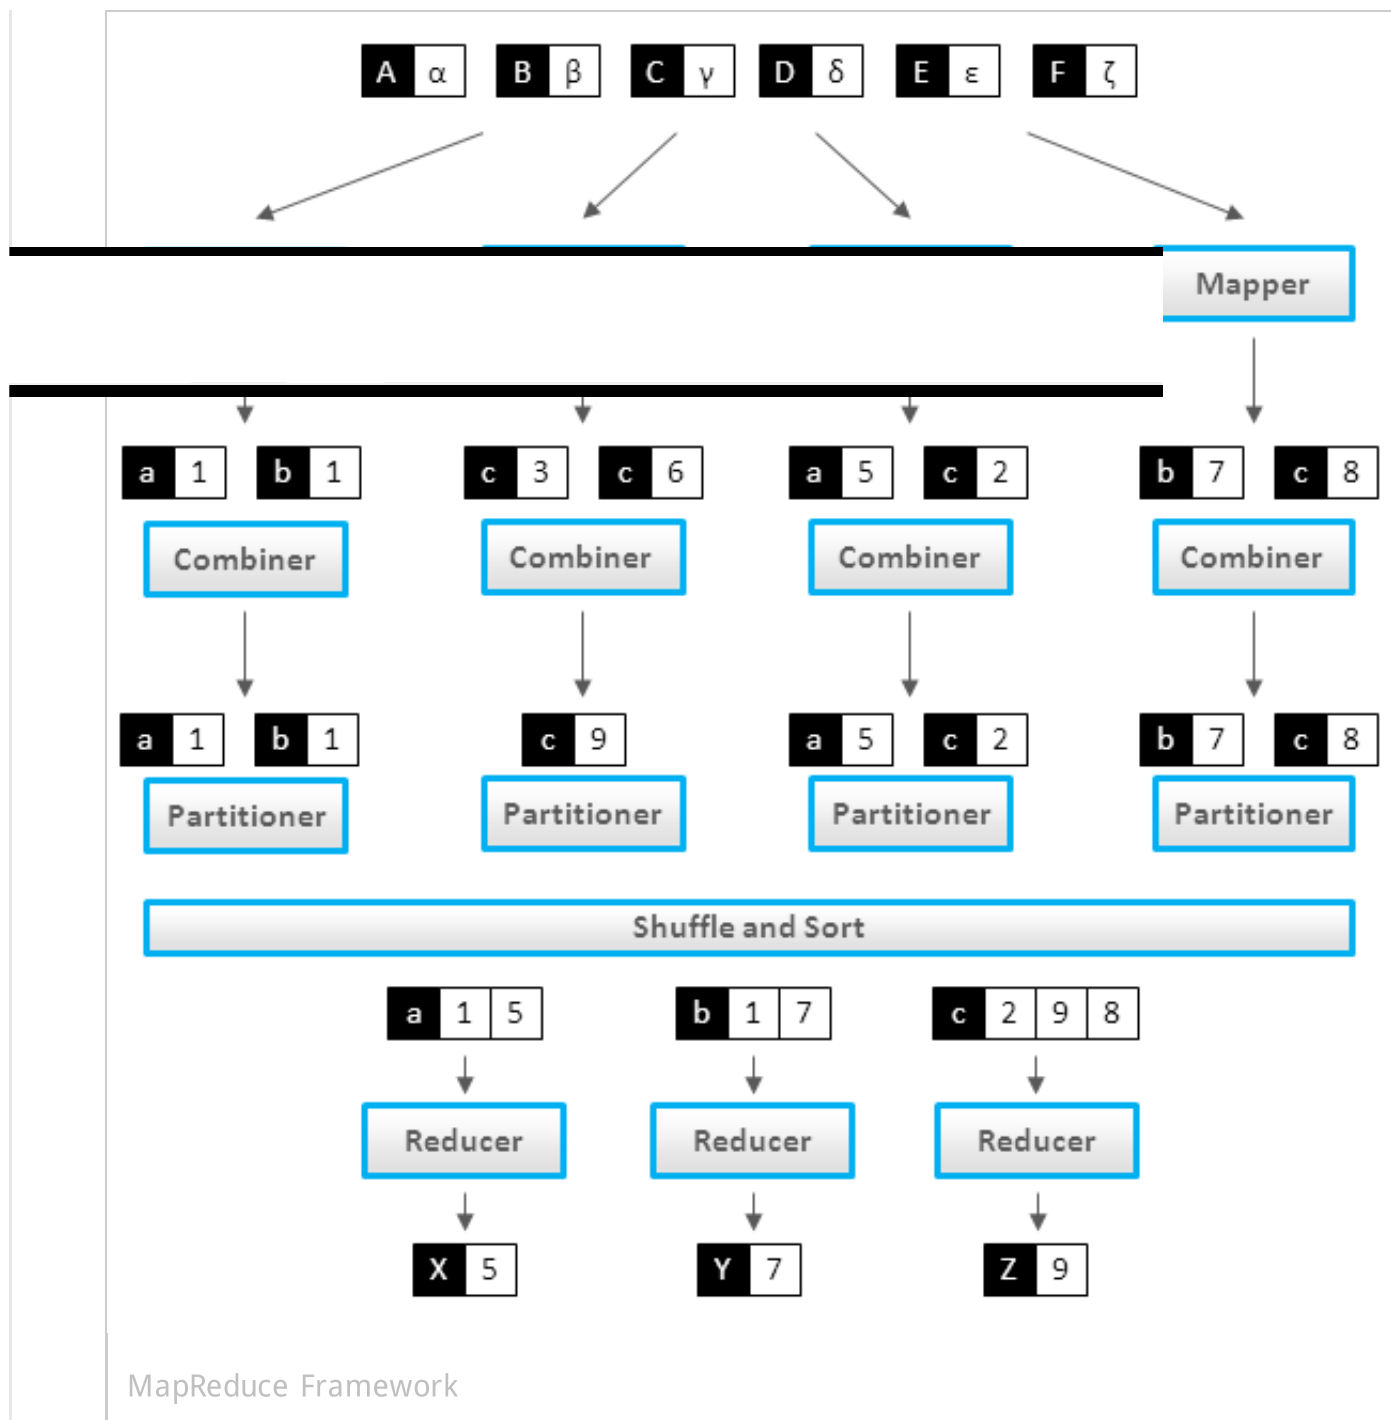 A α B β C γ D δ E ε F ζ
Mapper
a 1 b 1 c 3 c 6 a 5 c 2 b 7 c 8
Combiner Combiner Combiner Combiner
a 1 b 1 c 9 a 5 c 2 b 7 c 8
Partitioner Partitioner Partitioner Partitioner
Shuffle and Sort
a 1 5 b 1 7 c 2 9 8
Reducer Reducer Reducer
X 5 Y 7 Z 9
MapReduce Framework